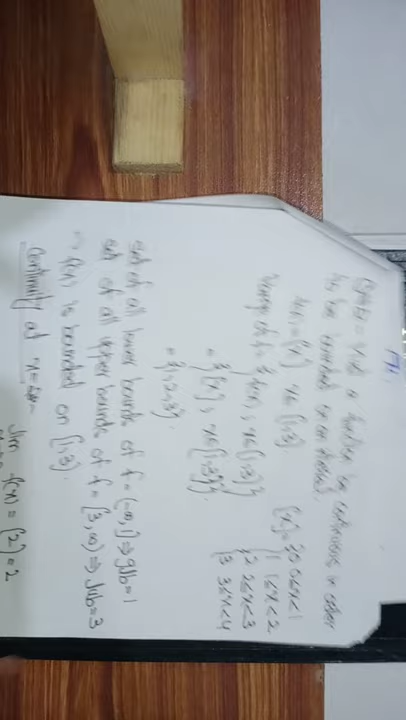 176.
Must a function be continuous in order
to be bounded on an interval?
f(x) = [x] x∈[1,3]
[x] = {0 0≤x<1
1 1≤x<2
2 2≤x<3
3 3≤x<4
Range of f = {f(x) ; x∈[1,3]}
= {[x] ; x∈[1,3]}
= {1,2,3}
set of all lower bounds of f = (-∞,1] ⇒ glb=1
set of all upper bounds of f = [3,∞) ⇒ lub=3
f(x) is bounded on [1,3].
Continuity at x=
lim f(x) = [2] = 2